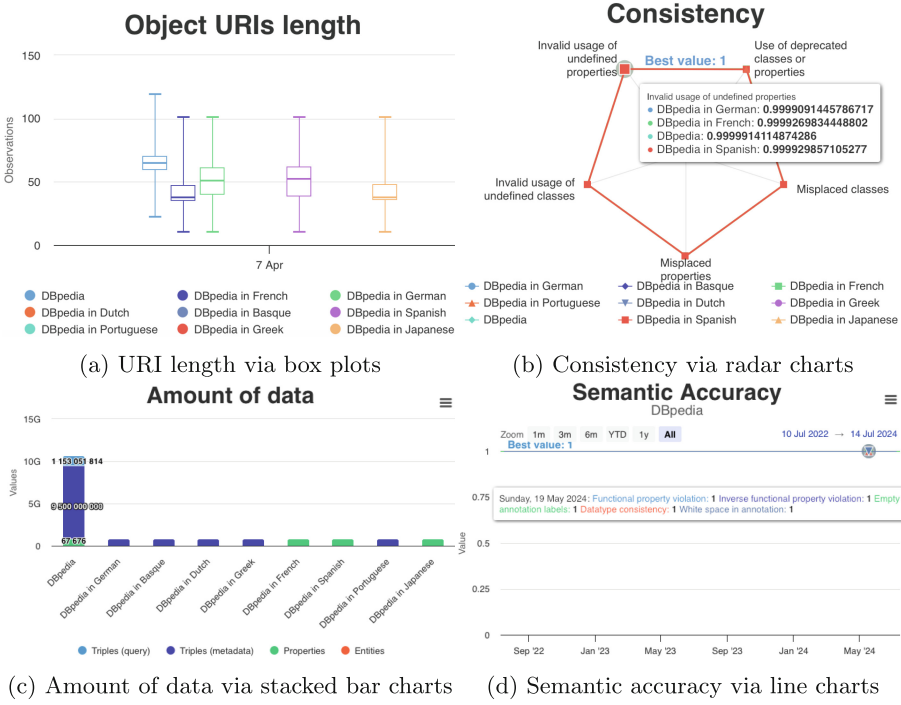 Object URIs length
150
100
50
0
Observations
7 Apr
DBpedia
DBpedia in French
DBpedia in German
DBpedia in Dutch
DBpedia in Basque
DBpedia in Spanish
DBpedia in Portuguese
DBpedia in Greek
DBpedia in Japanese
(a) URI length via box plots
Consistency
Invalid usage of
undefined
properties
Best value: 1
Use of deprecated
classes or
properties
Invalid usage of undefined properties
DBpedia in German: 0.9999091445786717
DBpedia in French: 0.9999269834448802
DBpedia: 0.9999914114874286
DBpedia in Spanish: 0.999929857105277
Invalid usage of
undefined classes
Misplaced classes
Misplaced
properties
DBpedia in German
DBpedia in Basque
DBpedia in French
DBpedia in Portuguese
DBpedia in Dutch
DBpedia in Greek
DBpedia
DBpedia in Spanish
DBpedia in Japanese
(b) Consistency via radar charts
Amount of data
15G
10G
5G
0
Values
1 153 051 814
9 500 000 000
67 676
DBpedia
DBpedia in German
DBpedia in Basque
DBpedia in Dutch
DBpedia in Greek
DBpedia in French
DBpedia in Spanish
DBpedia in Portuguese
DBpedia in Japanese
Triples (query)
Triples (metadata)
Properties
Entities
(c) Amount of data via stacked bar charts
Semantic Accuracy
DBpedia
Zoom 1m 3m 6m YTD 1y All
10 Jul 2022 → 14 Jul 2024
Best value: 1
1
0.75
0.5
0.25
0
Value
Sunday, 19 May 2024: Functional property violation: 1 Inverse functional property violation: 1 Empty
annotation labels: 1 Datatype consistency: 1 White space in annotation: 1
Sep '22
Jan '23
May '23
Sep '23
Jan '24
May '24
(d) Semantic accuracy via line charts